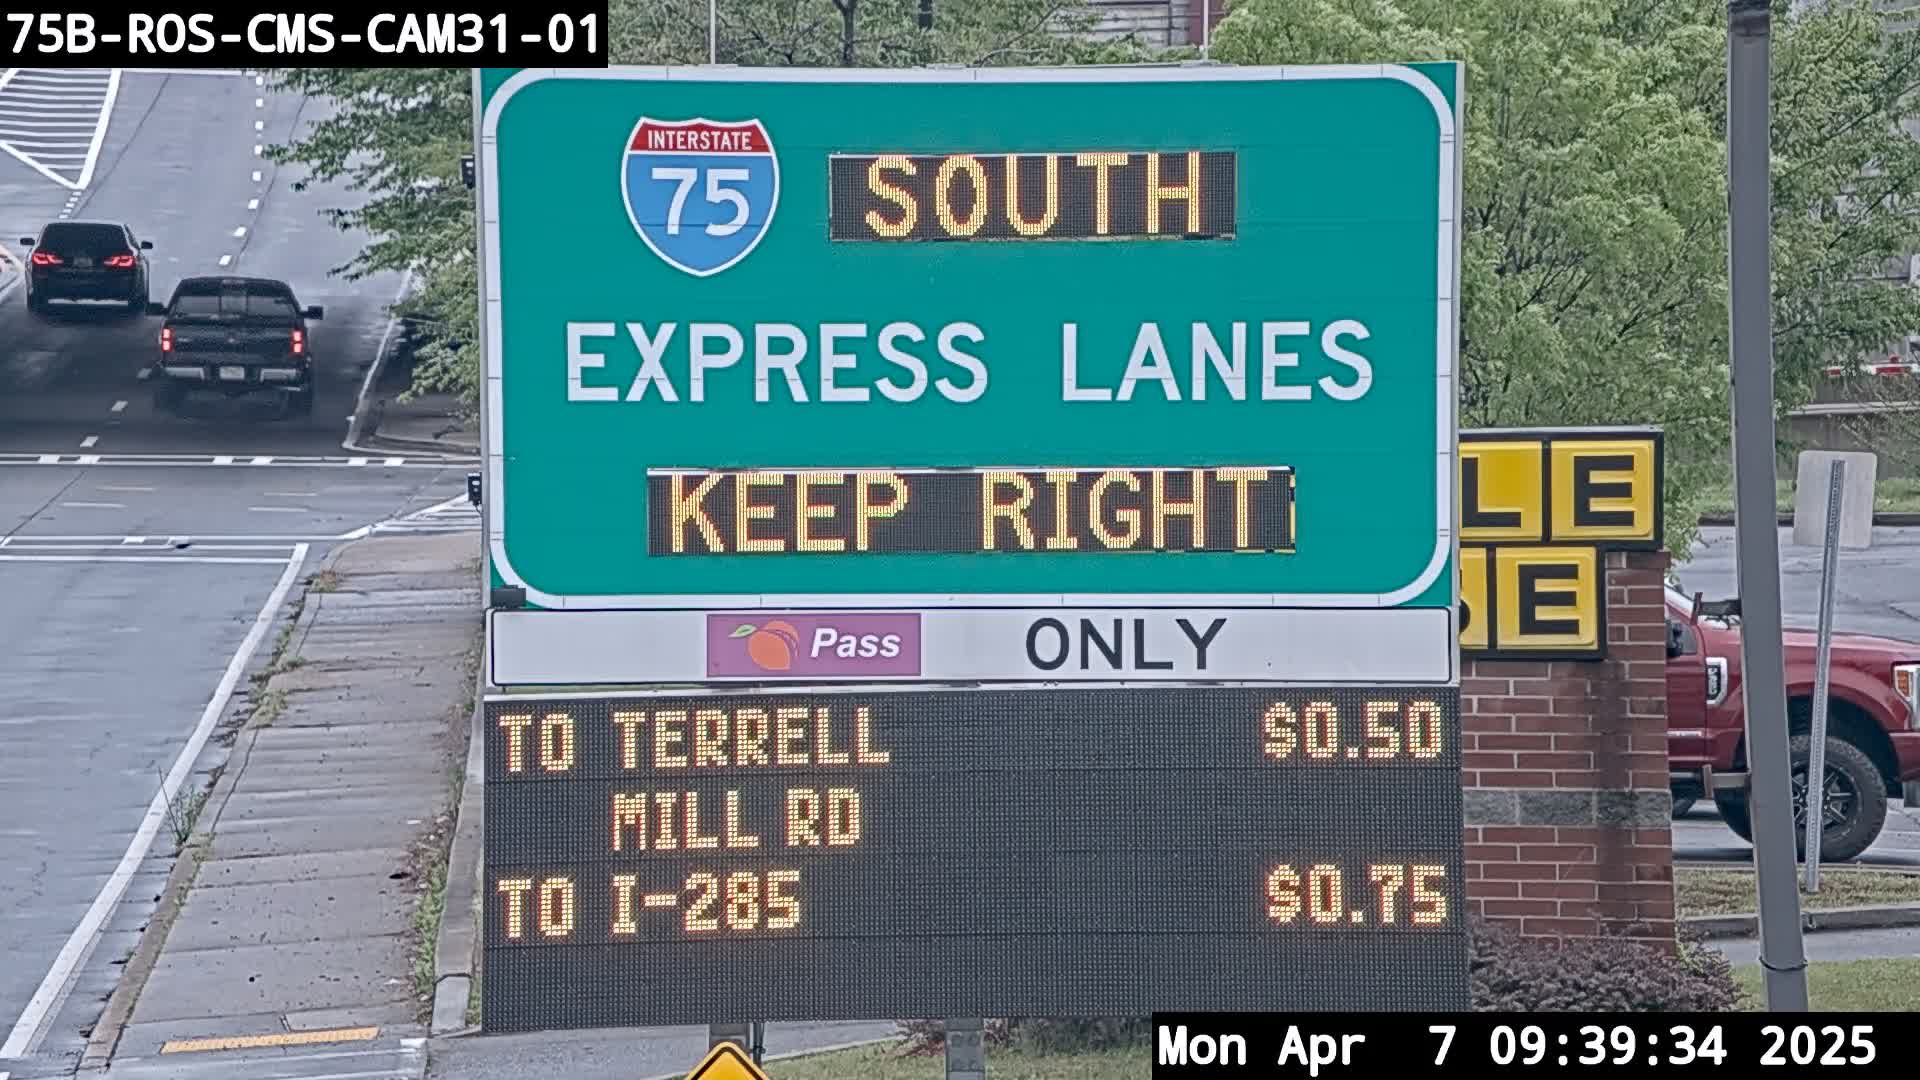 75B-ROS-CMS-CAM31-01
INTERSTATE
75
SOUTH
EXPRESS LANES
KEEP RIGHT
Pass ONLY
TO TERRELL $0.50
MILL RD
TO I-285 $0.75
LE
E
Mon Apr 7 09:39:34 2025